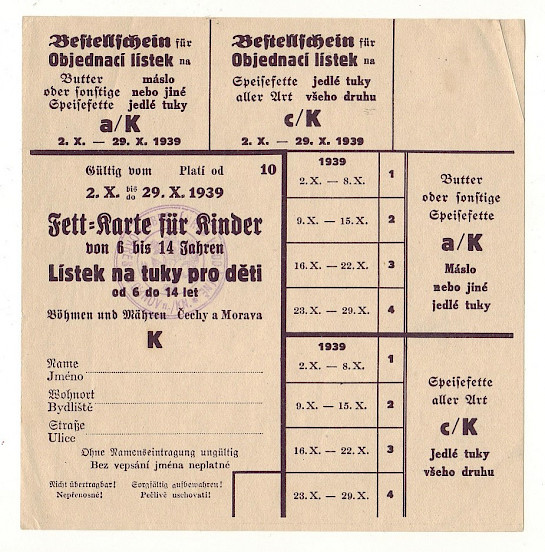 Bestellschein für
Objednací lístek na
Butter máslo
oder sonstige nebo jiné
Speisefette jedlé tuky
a/K
2. X. — 29. X. 1939
Bestellschein für
Objednací lístek na
Speisefette jedlé tuky
aller Art všeho druhu
c/K
2. X. — 29. X. 1939
Gültig vom Platí od 10
2. X. bis do 29. X. 1939
Fett-Karte für Kinder
von 6 bis 14 Jahren
Lístek na tuky pro děti
od 6 do 14 let
Böhmen und Mähren Čechy a Morava
K
Name
Jméno
Wohnort
Bydliště
Straße
Ulice
Ohne Namenseintragung ungültig
Bez vepsání jména neplatné
Nicht übertragbar! Sorgfältig aufbewahren!
Nepřenosné! Pečlivě uschovati!
1939
2. X. — 8. X. 1
9. X. — 15. X. 2
16. X. — 22. X. 3
23. X. — 29. X. 4
Butter
oder sonstige
Speisefette
a/K
Máslo
nebo jiné
jedlé tuky
1939
2. X. — 8. X. 1
9. X. — 15. X. 2
16. X. — 22. X. 3
23. X. — 29. X. 4
Speisefette
aller Art
c/K
Jedlé tuky
všeho druhu